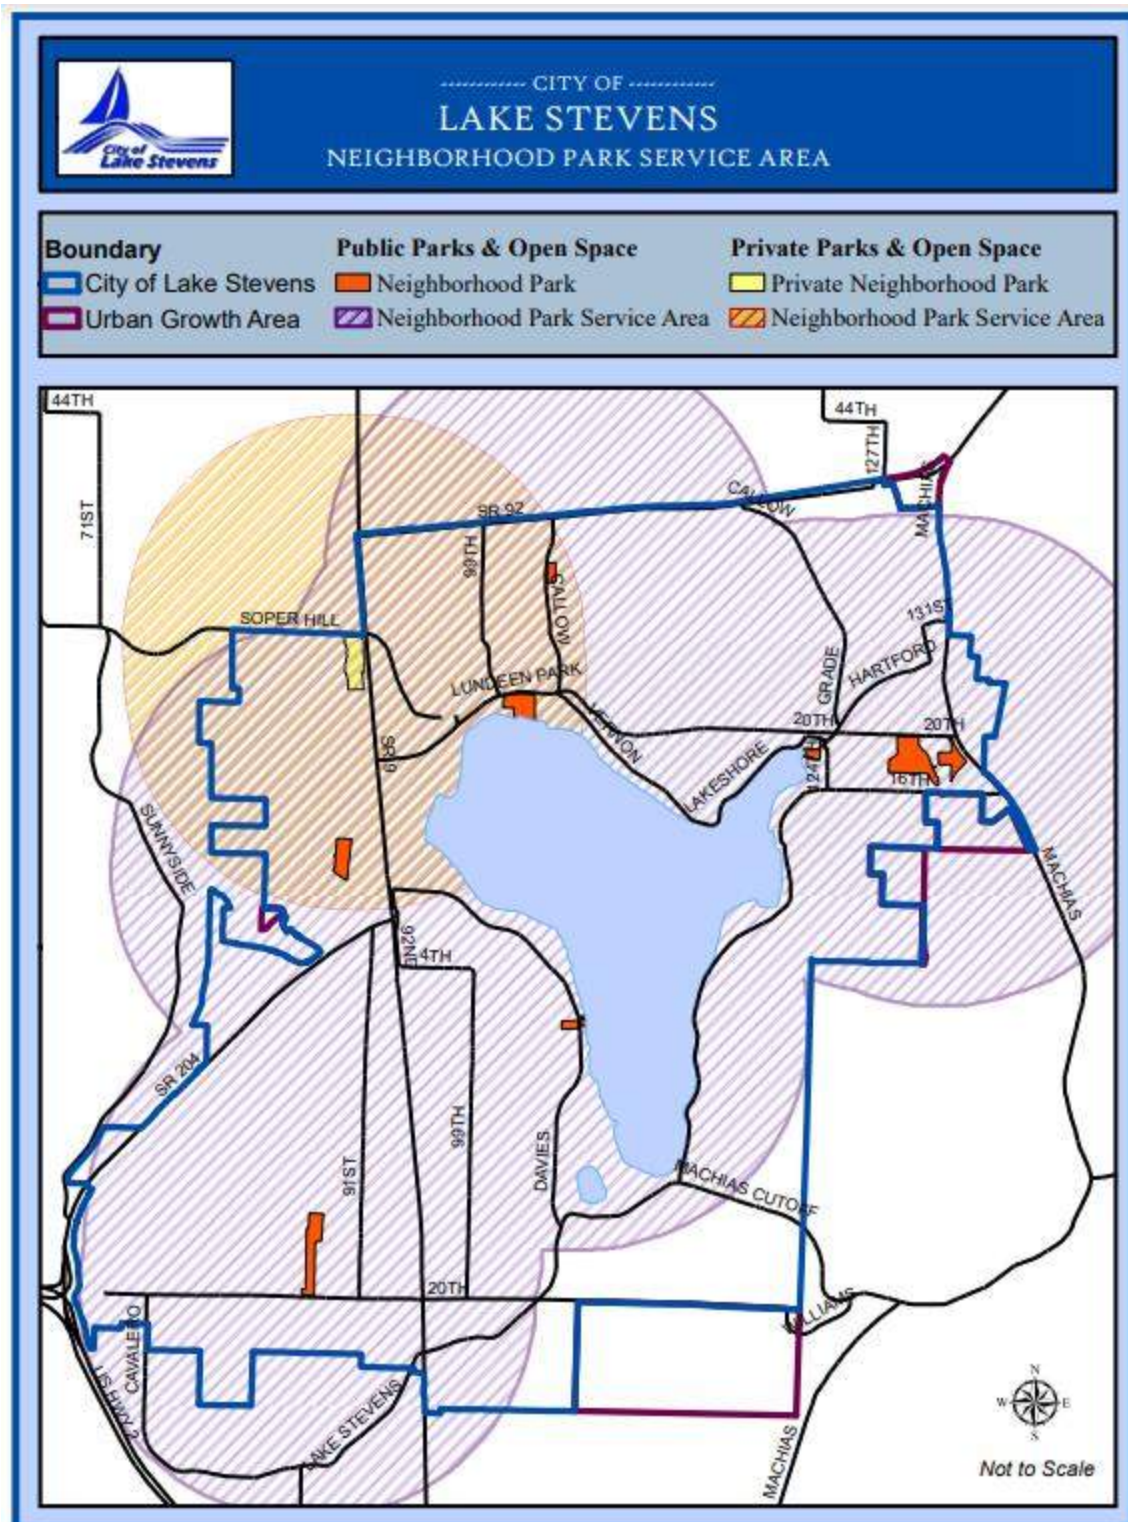 CITY OF
LAKE STEVENS
NEIGHBORHOOD PARK SERVICE AREA
City of
Lake Stevens
Boundary
City of Lake Stevens
Urban Growth Area
Public Parks & Open Space
Neighborhood Park
Neighborhood Park Service Area
Private Parks & Open Space
Private Neighborhood Park
Neighborhood Park Service Area
44TH
44TH
127TH
MACHIAS
CALLOW
SR 92
71ST
99TH
CALLOW
SOPER HILL
131ST
HARTFORD
GRADE
LUNDEEN PARK
VERNON
20TH
20TH
SR 9
LAKESHORE
124TH
16TH
SUNNYSIDE
MACHIAS
92ND
4TH
SR 204
99TH
91ST
DAVIES
MACHIAS CUTOFF
20TH
WILLIAMS
CAVALERO
US HWY 2
LAKE STEVENS
MACHIAS
N
W
E
S
Not to Scale